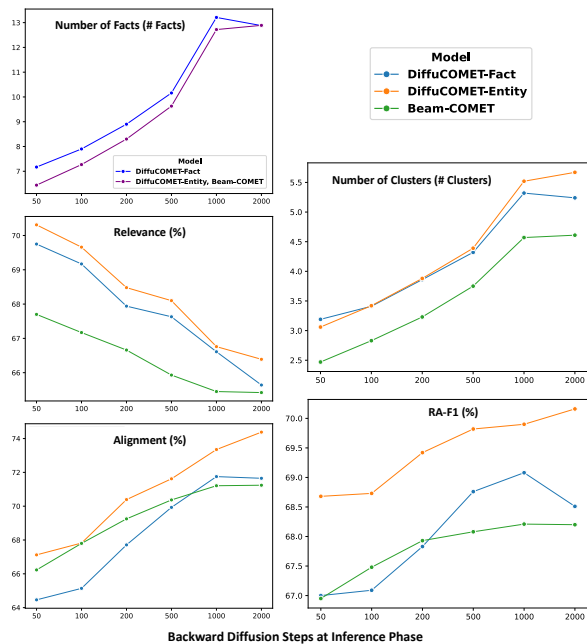 Number of Facts (# Facts)
13
12
11
10
9
8
7
Model
DiffuCOMET-Fact
DiffuCOMET-Entity, Beam-COMET
50 100 200 500 1000 2000
Model
DiffuCOMET-Fact
DiffuCOMET-Entity
Beam-COMET
Relevance (%)
70
69
68
67
66
50 100 200 500 1000 2000
Number of Clusters (# Clusters)
5.5
5.0
4.5
4.0
3.5
3.0
2.5
50 100 200 500 1000 2000
Alignment (%)
74
72
70
68
66
64
50 100 200 500 1000 2000
RA-F1 (%)
70.0
69.5
69.0
68.5
68.0
67.5
67.0
50 100 200 500 1000 2000
Backward Diffusion Steps at Inference Phase